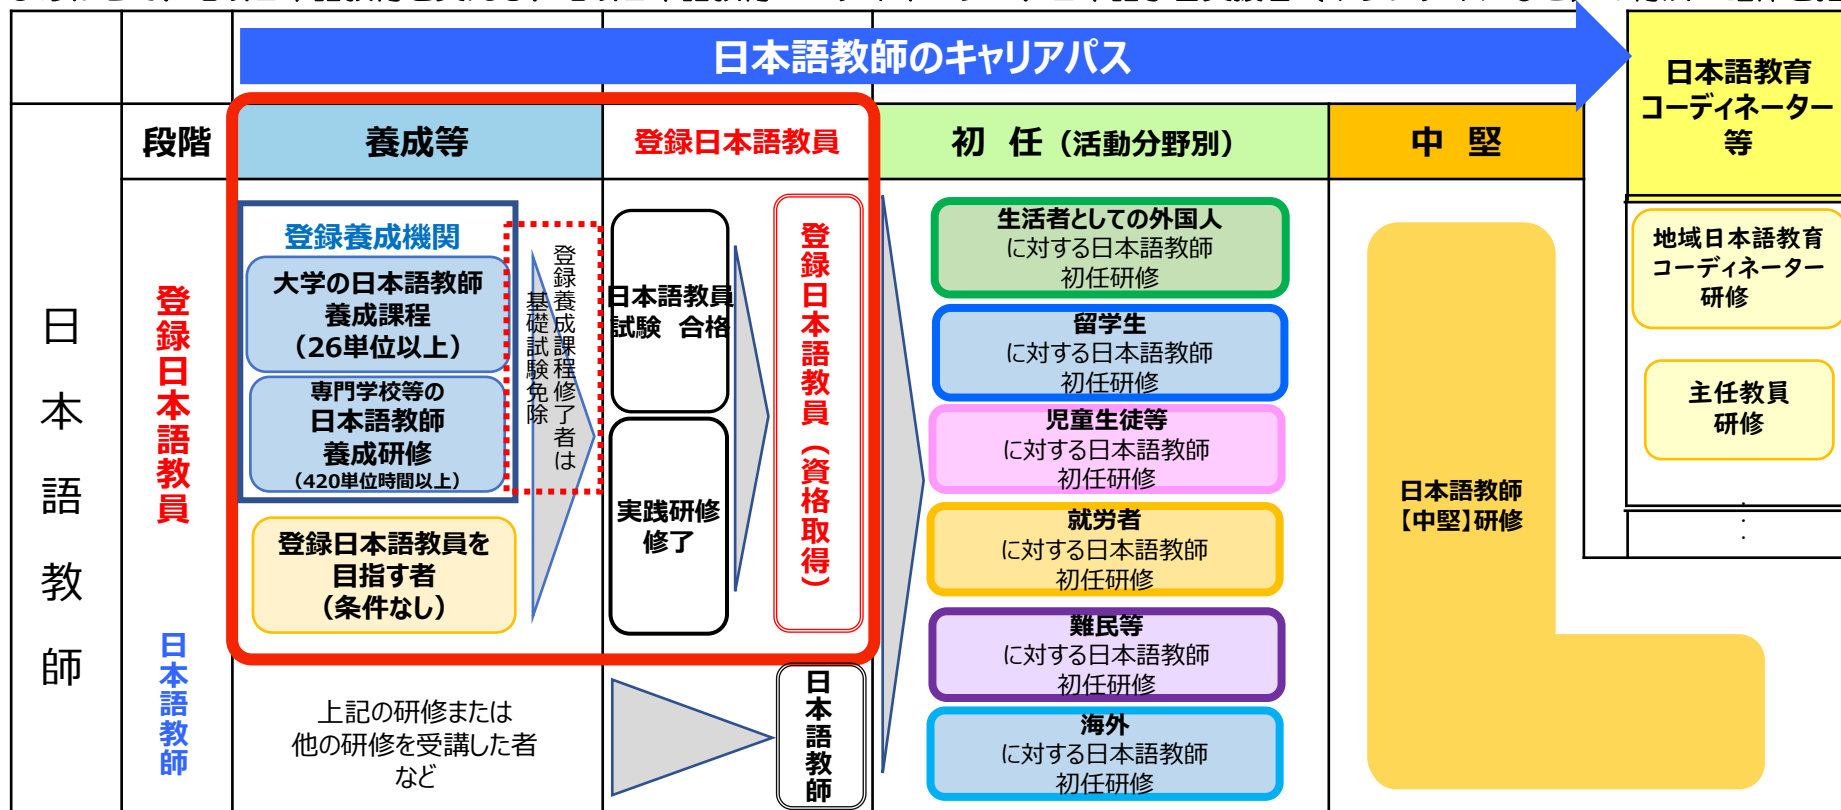 日本語教師のキャリアパス
日本語教育
コーディネーター
等
段階
養成等
登録日本語教員
初 任（活動分野別）
中 堅
日本語教師
登録日本語教員
日本語教師
登録養成機関
大学の日本語教師
養成課程
（26単位以上）
専門学校等の
日本語教師
養成研修
（420単位時間以上）
登録養成課程修了者は
基礎試験免除
登録日本語教員を
目指す者
（条件なし）
上記の研修または
他の研修を受講した者
など
日本語教員
試験 合格
実践研修
修了
登録日本語教員（資格取得）
日本語教師
生活者としての外国人
に対する日本語教師
初任研修
留学生
に対する日本語教師
初任研修
児童生徒等
に対する日本語教師
初任研修
就労者
に対する日本語教師
初任研修
難民等
に対する日本語教師
初任研修
海外
に対する日本語教師
初任研修
日本語教師
【中堅】研修
地域日本語教育
コーディネーター
研修
主任教員
研修